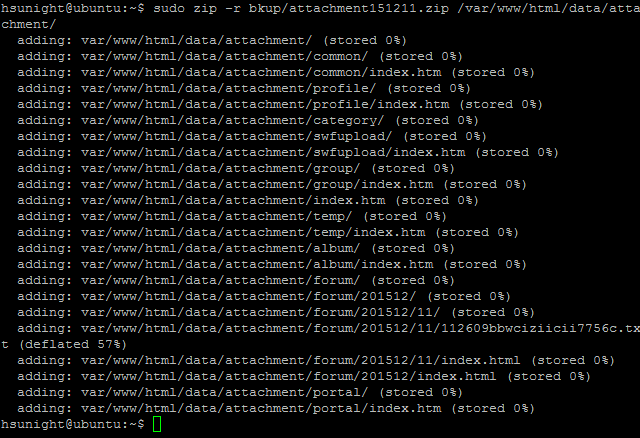 hsunight@ubuntu:~$ sudo zip -r bkup/attachment151211.zip /var/www/html/data/atta
chment/
  adding: var/www/html/data/attachment/ (stored 0%)
  adding: var/www/html/data/attachment/common/ (stored 0%)
  adding: var/www/html/data/attachment/common/index.htm (stored 0%)
  adding: var/www/html/data/attachment/profile/ (stored 0%)
  adding: var/www/html/data/attachment/profile/index.htm (stored 0%)
  adding: var/www/html/data/attachment/category/ (stored 0%)
  adding: var/www/html/data/attachment/swfupload/ (stored 0%)
  adding: var/www/html/data/attachment/swfupload/index.htm (stored 0%)
  adding: var/www/html/data/attachment/group/ (stored 0%)
  adding: var/www/html/data/attachment/group/index.htm (stored 0%)
  adding: var/www/html/data/attachment/index.htm (stored 0%)
  adding: var/www/html/data/attachment/temp/ (stored 0%)
  adding: var/www/html/data/attachment/temp/index.htm (stored 0%)
  adding: var/www/html/data/attachment/album/ (stored 0%)
  adding: var/www/html/data/attachment/album/index.htm (stored 0%)
  adding: var/www/html/data/attachment/forum/ (stored 0%)
  adding: var/www/html/data/attachment/forum/201512/ (stored 0%)
  adding: var/www/html/data/attachment/forum/201512/11/ (stored 0%)
  adding: var/www/html/data/attachment/forum/201512/11/112609bbwciziicii7756c.tx
t (deflated 57%)
  adding: var/www/html/data/attachment/forum/201512/11/index.html (stored 0%)
  adding: var/www/html/data/attachment/forum/201512/index.html (stored 0%)
  adding: var/www/html/data/attachment/portal/ (stored 0%)
  adding: var/www/html/data/attachment/portal/index.htm (stored 0%)
hsunight@ubuntu:~$